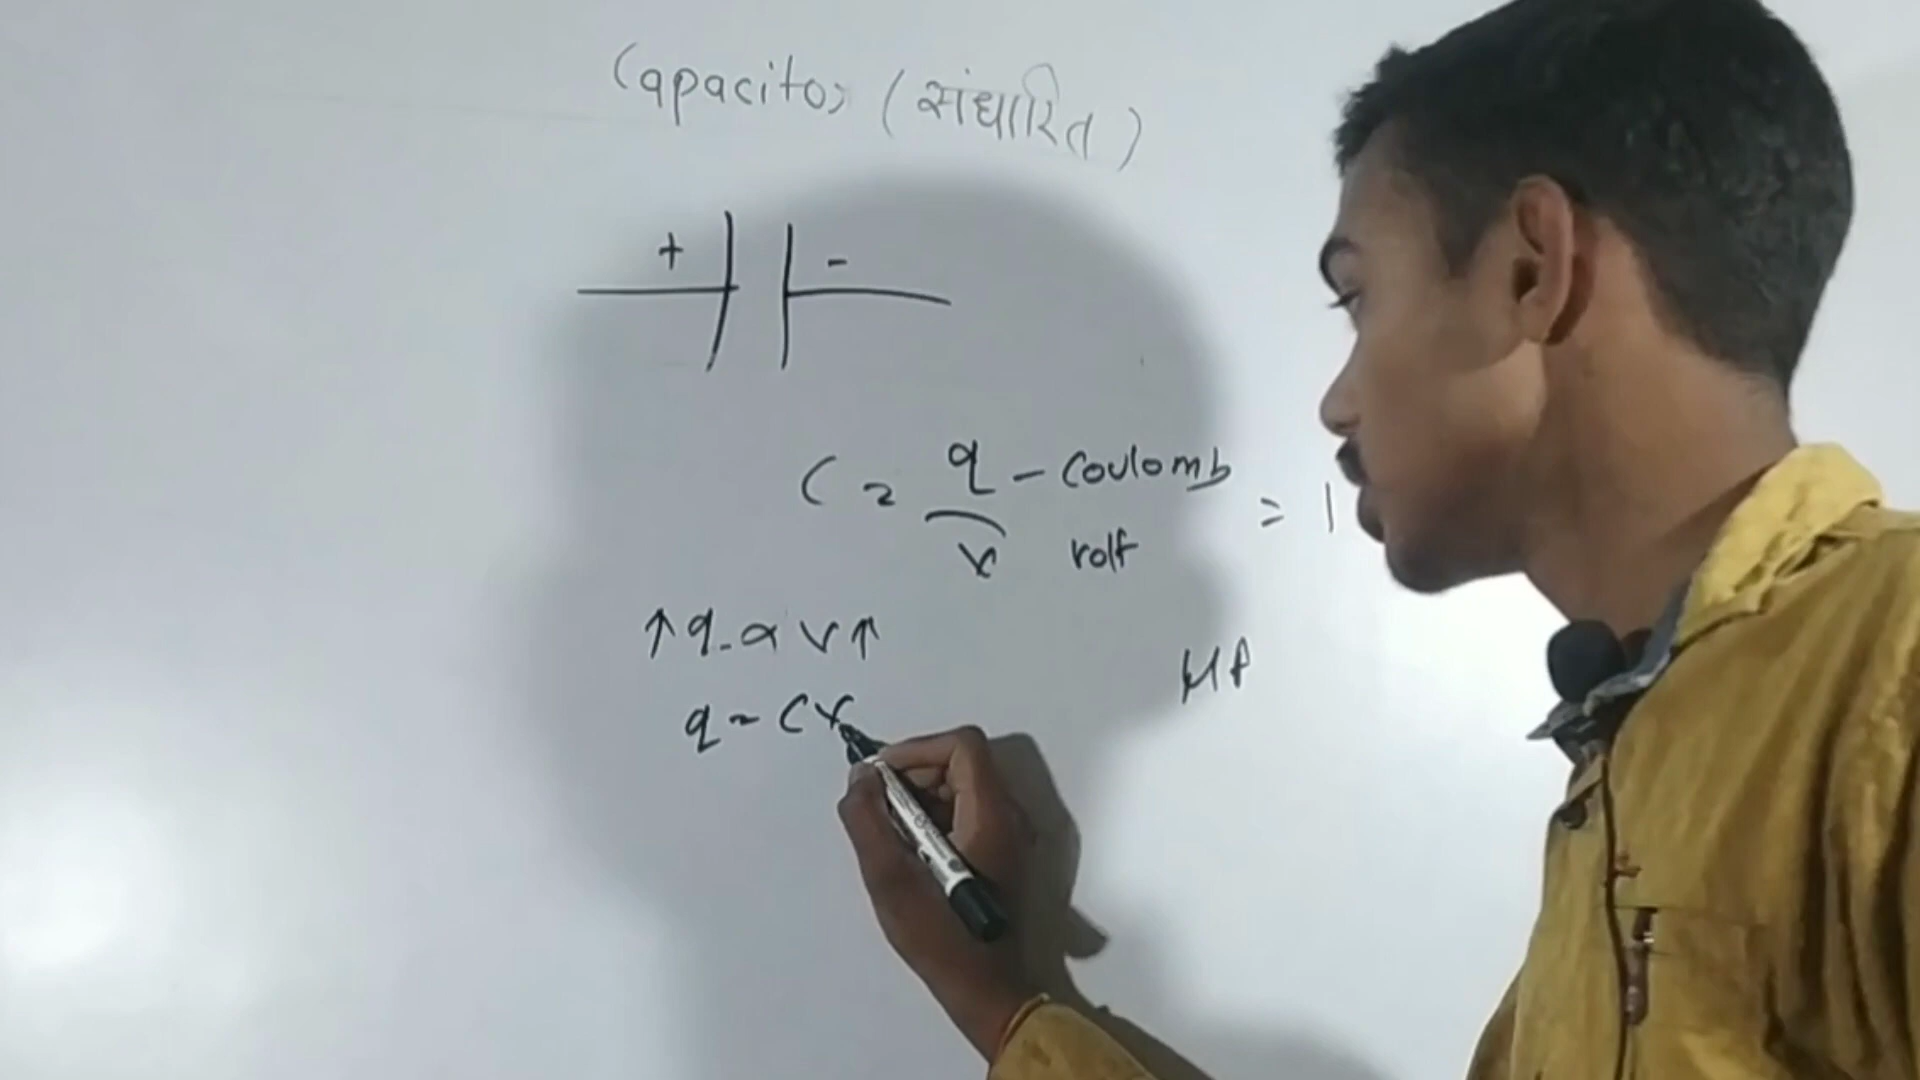 Capacitor (संधारित)
+ -
C = q - coulomb
v volt = 1
↑ q ∝ v ↑
q = CV
μF